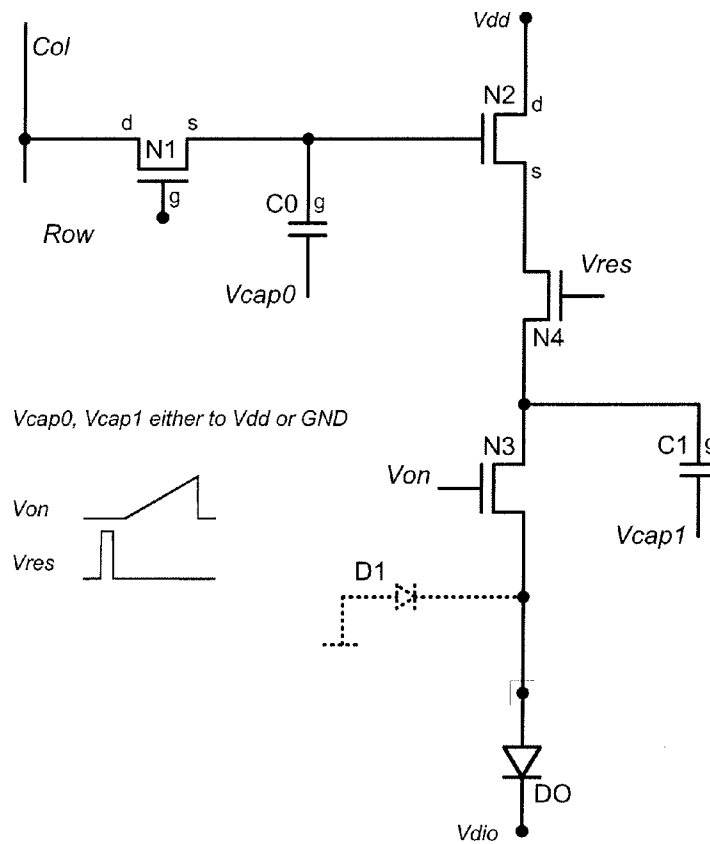 Vdd
Col
N2
d
d
s
N1
g
s
C0
g
Row
Vres
Vcap0
N4
Vcap0, Vcap1 either to Vdd or GND
N3
C1
g
Von
Von
Vcap1
Vres
D1
DO
Vdio